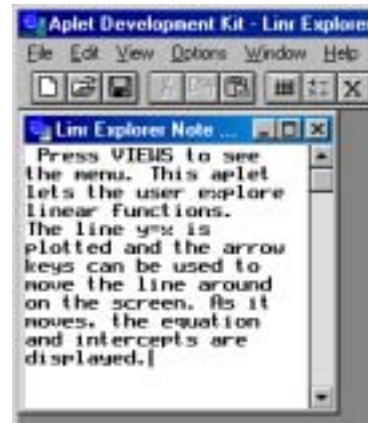 Aplet Development Kit - Linr Explorer
File Edit View Options Window Help
Linr Explorer Note ...
Press VIEWS to see
the menu. This aplet
lets the user explore
linear functions.
The line y=x is
plotted and the arrow
keys can be used to
move the line around
on the screen. As it
moves, the equation
and intercepts are
displayed.